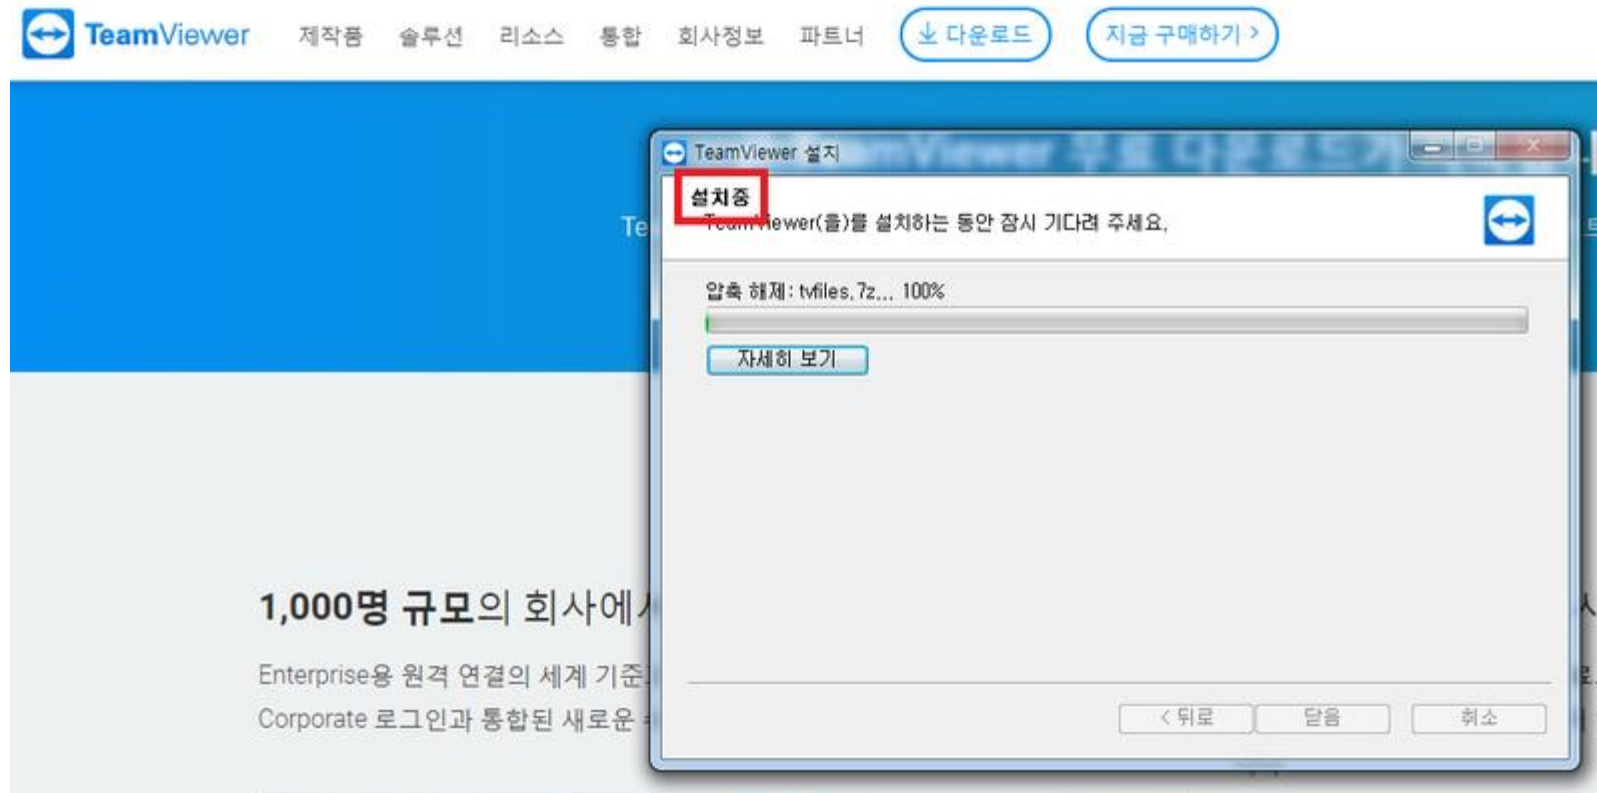 TeamViewer 제작품 솔루션 리소스 통합 회사정보 파트너 다운로드 지금 구매하기 >
TeamViewer 설치
설치중
TeamViewer(을)를 설치하는 동안 잠시 기다려 주세요.
압축 해제: tvfiles.7z... 100%
자세히 보기
1,000명 규모의 회사에서
Enterprise용 원격 연결의 세계 기준
Corporate 로그인과 통합된 새로운
< 뒤로 닫음 취소